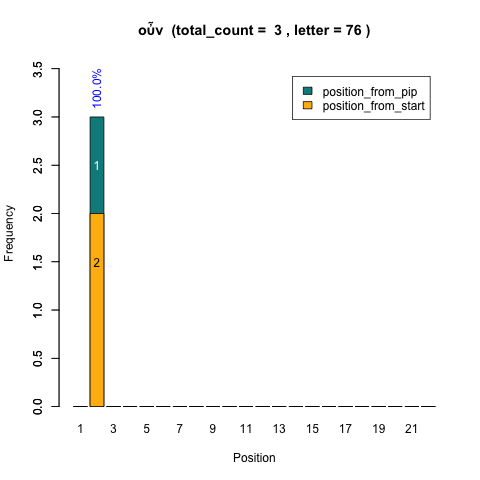 οὖν (total_count = 3 , letter = 76 )
3.5
3.0
2.5
2.0
1.5
1.0
0.5
0.0
Frequency
100.0%
1
2
position_from_pip
position_from_start
1 3 5 7 9 11 13 15 17 19 21
Position